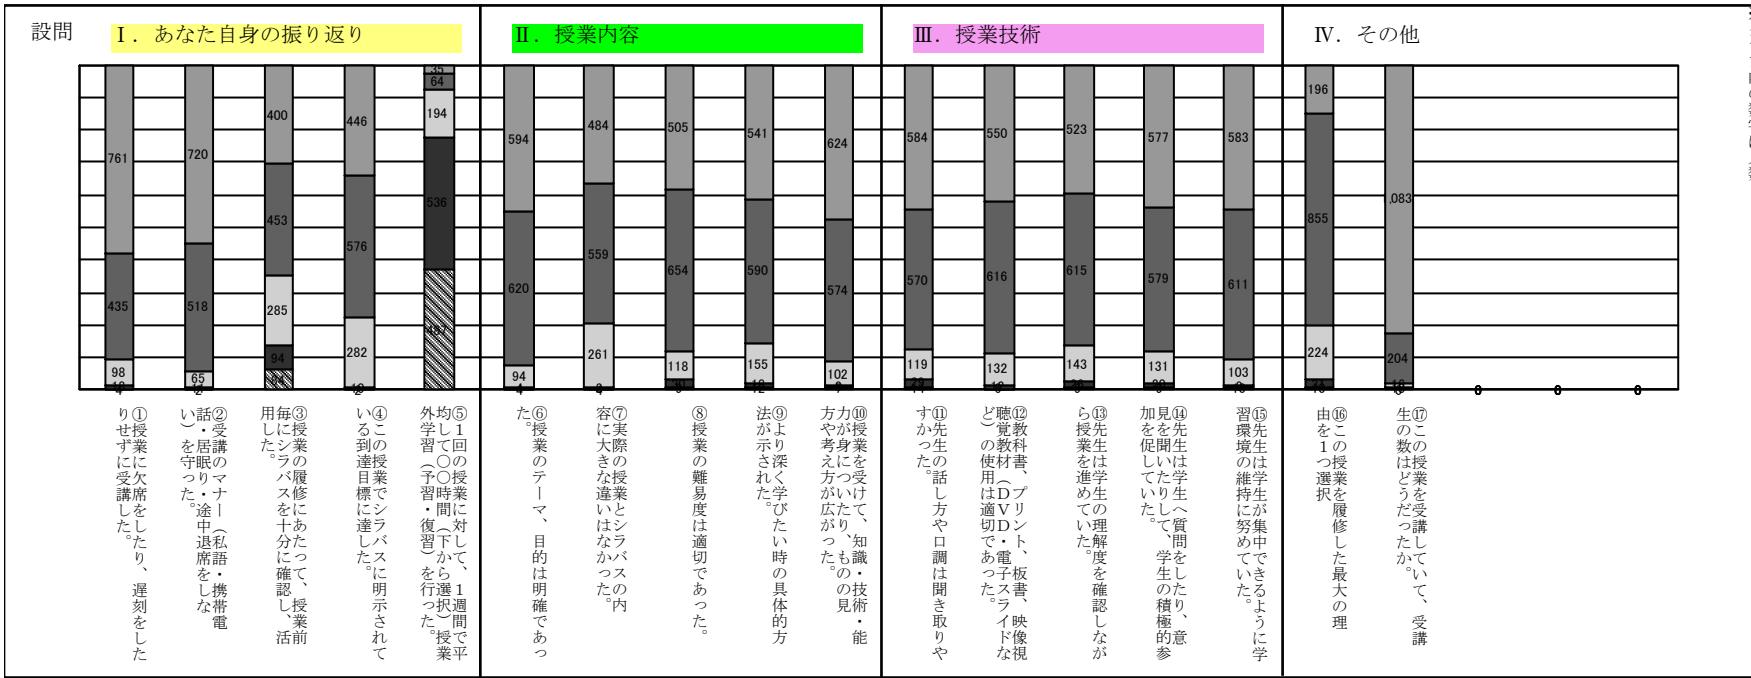 設問
Ⅰ．あなた自身の振り返り
Ⅱ．授業内容
Ⅲ．授業技術
Ⅳ．その他
761
435
98
4
720
518
65
2
400
453
285
94
64
446
576
282
2
35
64
194
536
487
594
620
94
4
484
559
261
505
654
118
541
590
155
12
624
574
102
584
570
119
29
550
616
132
523
615
143
577
579
131
583
611
103
196
855
224
,083
204
①授業に欠席をしたり、遅刻をした
りせずに受講した。
②受講のマナー（私語・携帯電
話・居眠り・途中退席をしな
い）を守った。
③授業の履修にあたって、授業前
毎にシラバスを十分に確認し、活
用した。
④この授業でシラバスに明示されて
いる到達目標に達した。
⑤１回の授業に対して、１週間で平
均して〇〇時間（下から選択）授業
外学習（予習・復習）を行った。
⑥授業のテーマ、目的は明確であっ
た。
⑦実際の授業とシラバスの内
容に大きな違いはなかった。
⑧授業の難易度は適切であった。
⑨より深く学びたい時の具体的方
法が示された。
⑩授業を受けて、知識・技術・能
力が身についたり、ものの見
方や考え方が広がった。
⑪先生の話し方や口調は聞き取りや
すかった。
⑫教科書、プリント、板書、映像視
聴覚教材（ＤＶＤ・電子スライドな
ど）の使用は適切であった。
⑬先生は学生の理解度を確認しなが
ら授業を進めていた。
⑭先生は学生へ質問をしたり、意
見を聞いたりして、学生の積極的参
加を促していた。
⑮先生は学生が集中できるように学
習環境の維持に努めていた。
⑯この授業を履修した最大の理
由を１つ選択
⑰この授業を受講していて、受講
生の数はどうだったか。